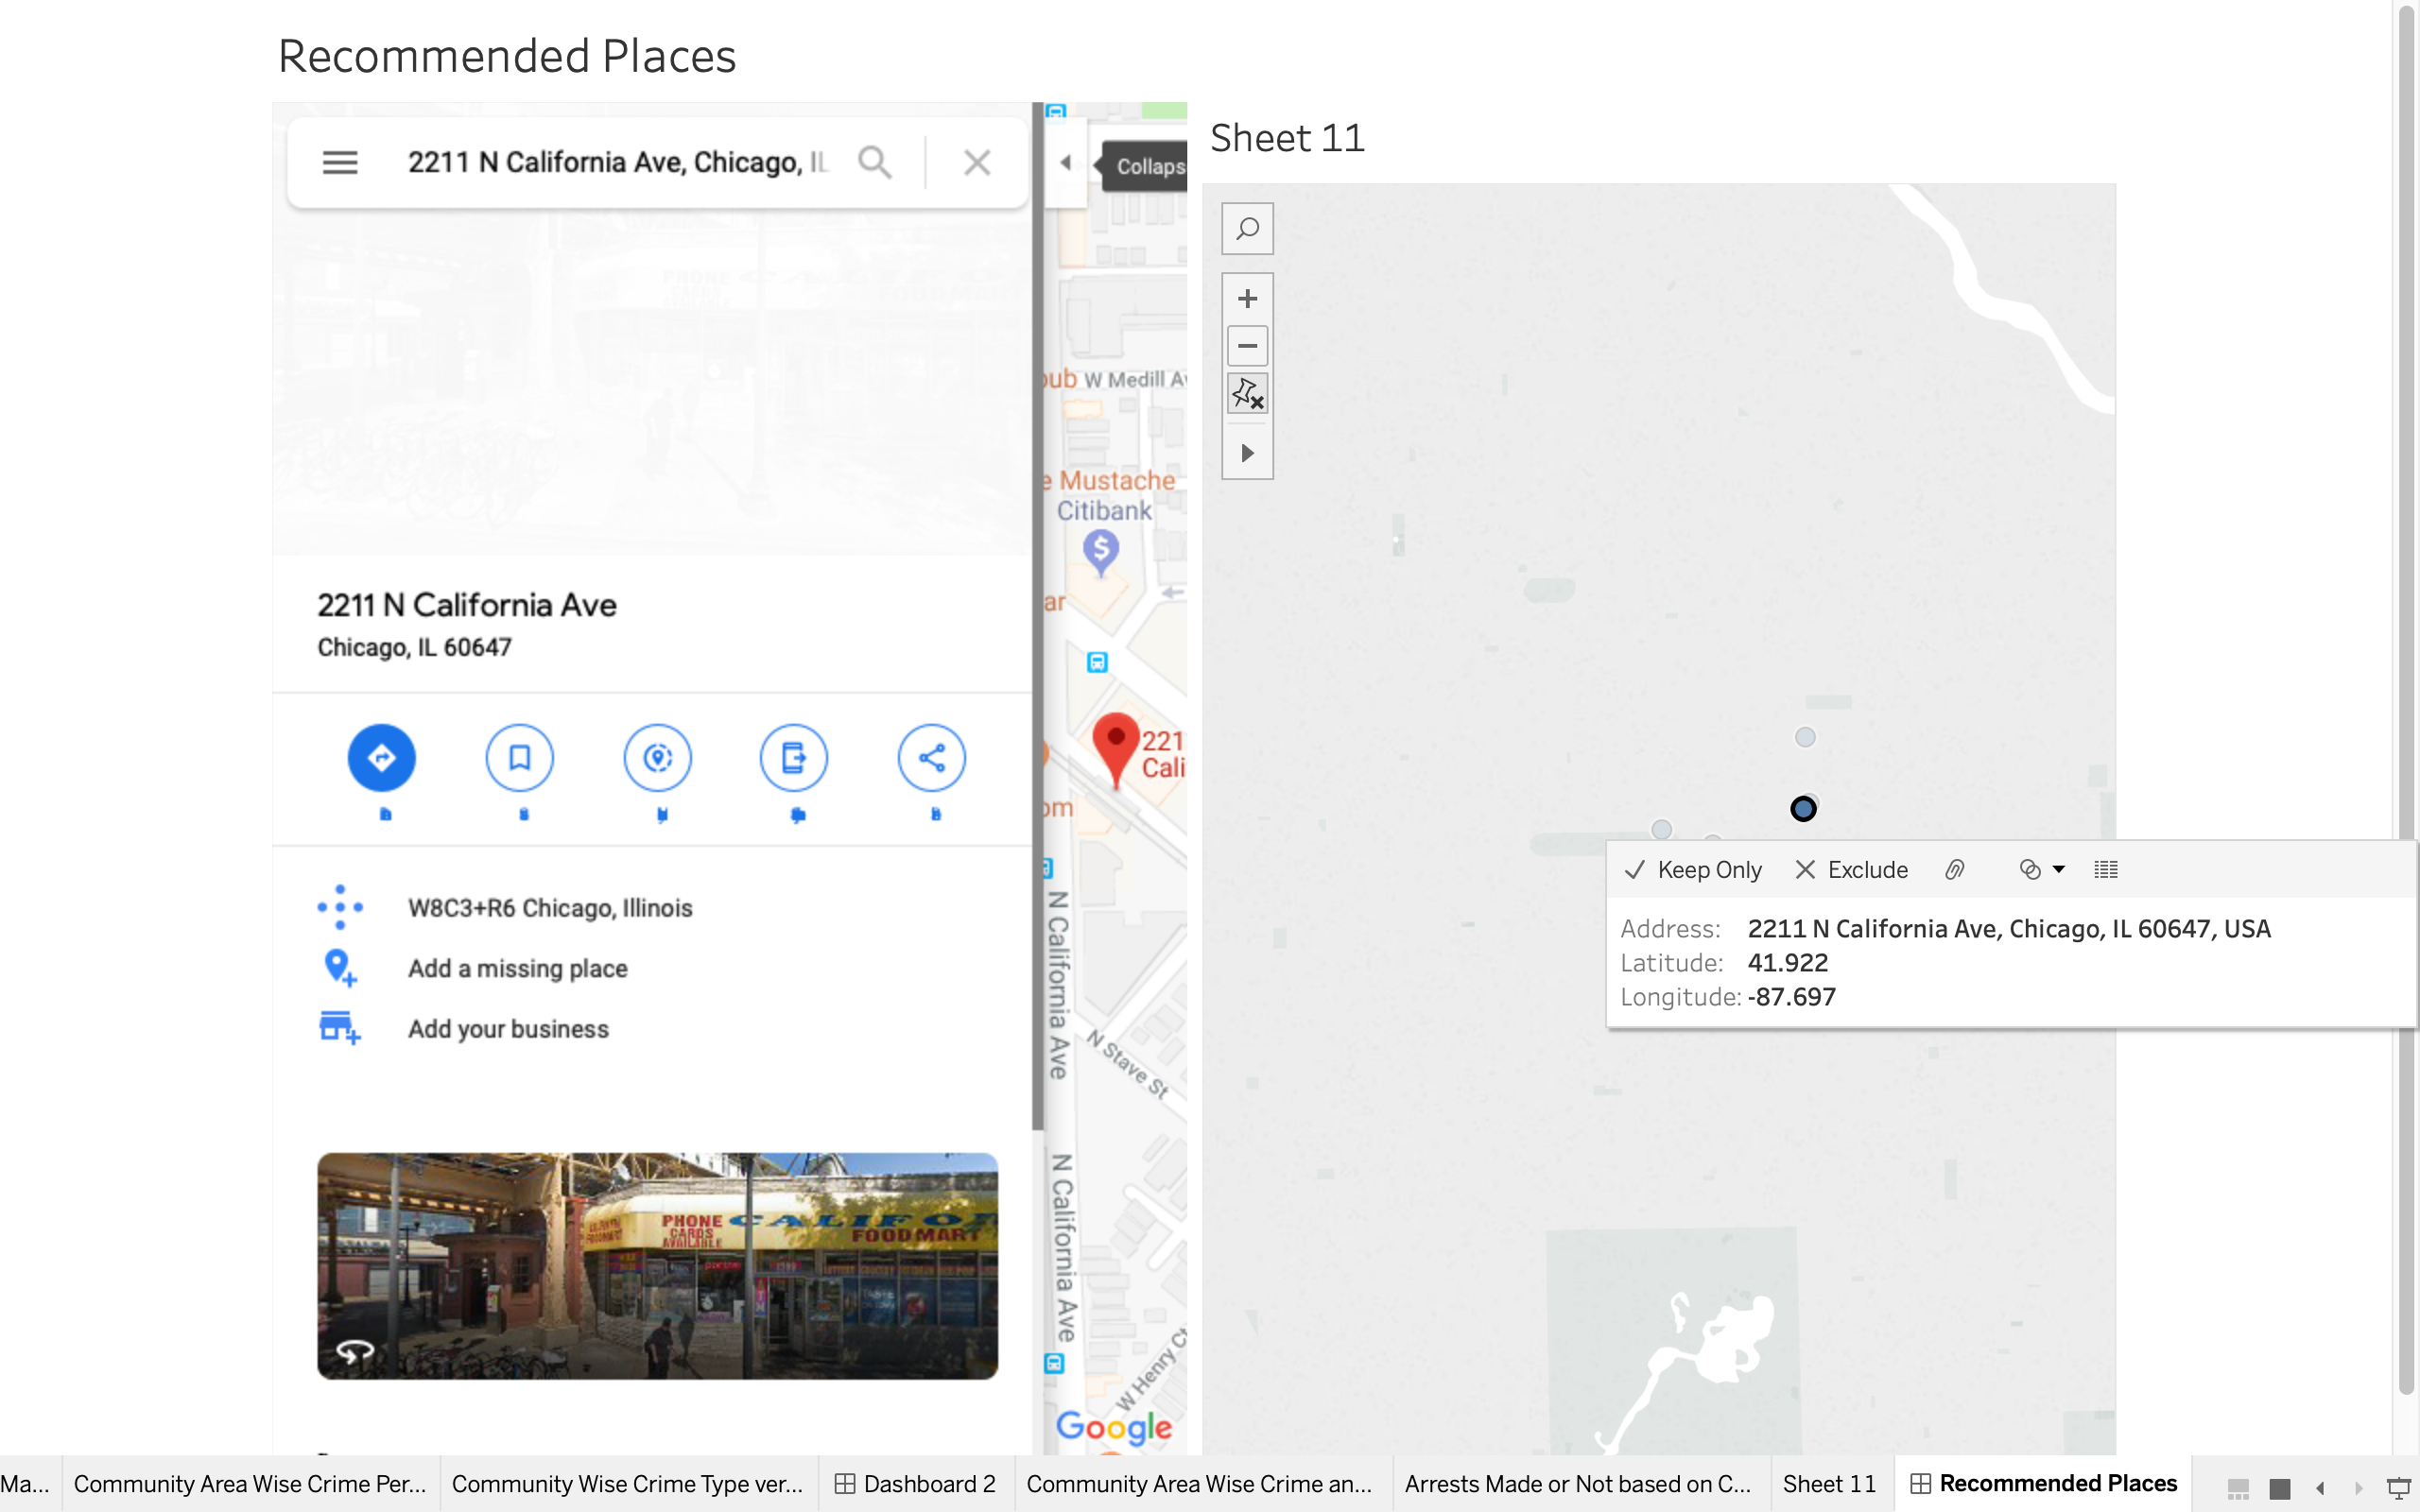 Recommended Places
2211 N California Ave, Chicago, IL
Collaps
W Medill Av
e Mustache
Citibank
ar
221
Cali
om
N California Ave
N Stave St
N California Ave
W Henry C
Google
2211 N California Ave
Chicago, IL 60647
W8C3+R6 Chicago, Illinois
Add a missing place
Add your business
PHONE
CARDS
AVAILABLE
CALIFO
FOOD MART
Sheet 11
Keep Only
Exclude
Address: 2211 N California Ave, Chicago, IL 60647, USA
Latitude: 41.922
Longitude: -87.697
Ma...
Community Area Wise Crime Per...
Community Wise Crime Type ver...
Dashboard 2
Community Area Wise Crime an...
Arrests Made or Not based on C...
Sheet 11
Recommended Places